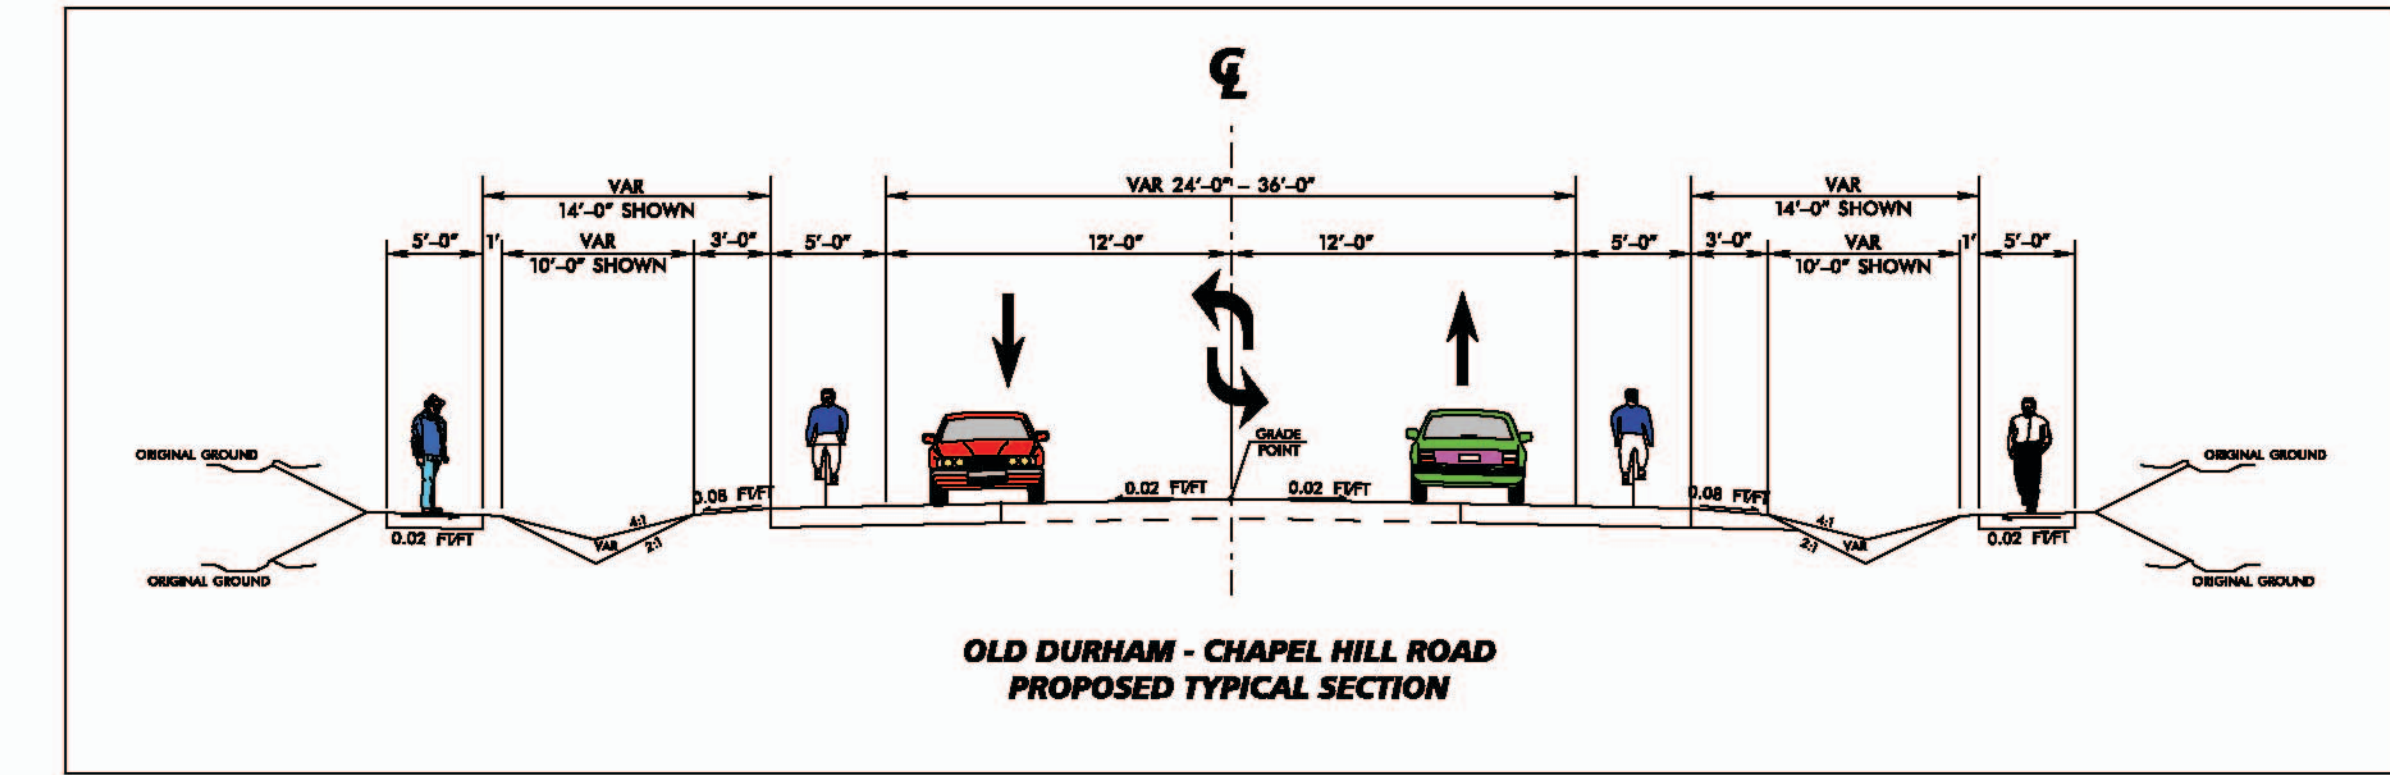 CL
VAR
14'-0" SHOWN
VAR 24'-0" - 36'-0"
VAR
14'-0" SHOWN
5'-0"
1'
VAR
10'-0" SHOWN
3'-0"
5'-0"
12'-0"
12'-0"
5'-0"
3'-0"
VAR
10'-0" SHOWN
1'
5'-0"
GRADE
POINT
ORIGINAL GROUND
ORIGINAL GROUND
0.08 FT/FT
0.02 FT/FT
0.02 FT/FT
0.08 FT/FT
0.02 FT/FT
4:1
VAR
2:1
4:1
2:1
VAR
0.02 FT/FT
ORIGINAL GROUND
ORIGINAL GROUND
OLD DURHAM - CHAPEL HILL ROAD
PROPOSED TYPICAL SECTION